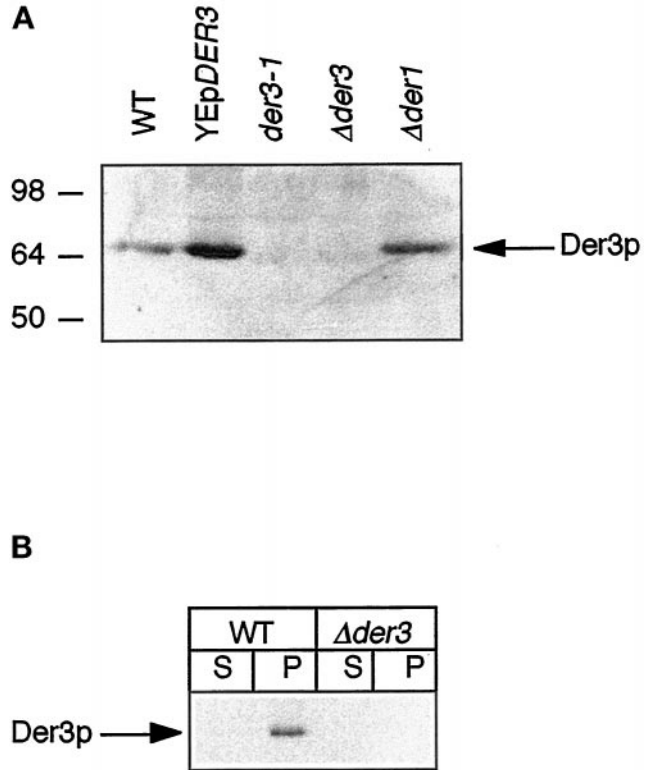 A
WT
YEpDER3
der3-1
Δder3
Δder1
98
64
50
Der3p
B
WT Δder3
S P S P
Der3p